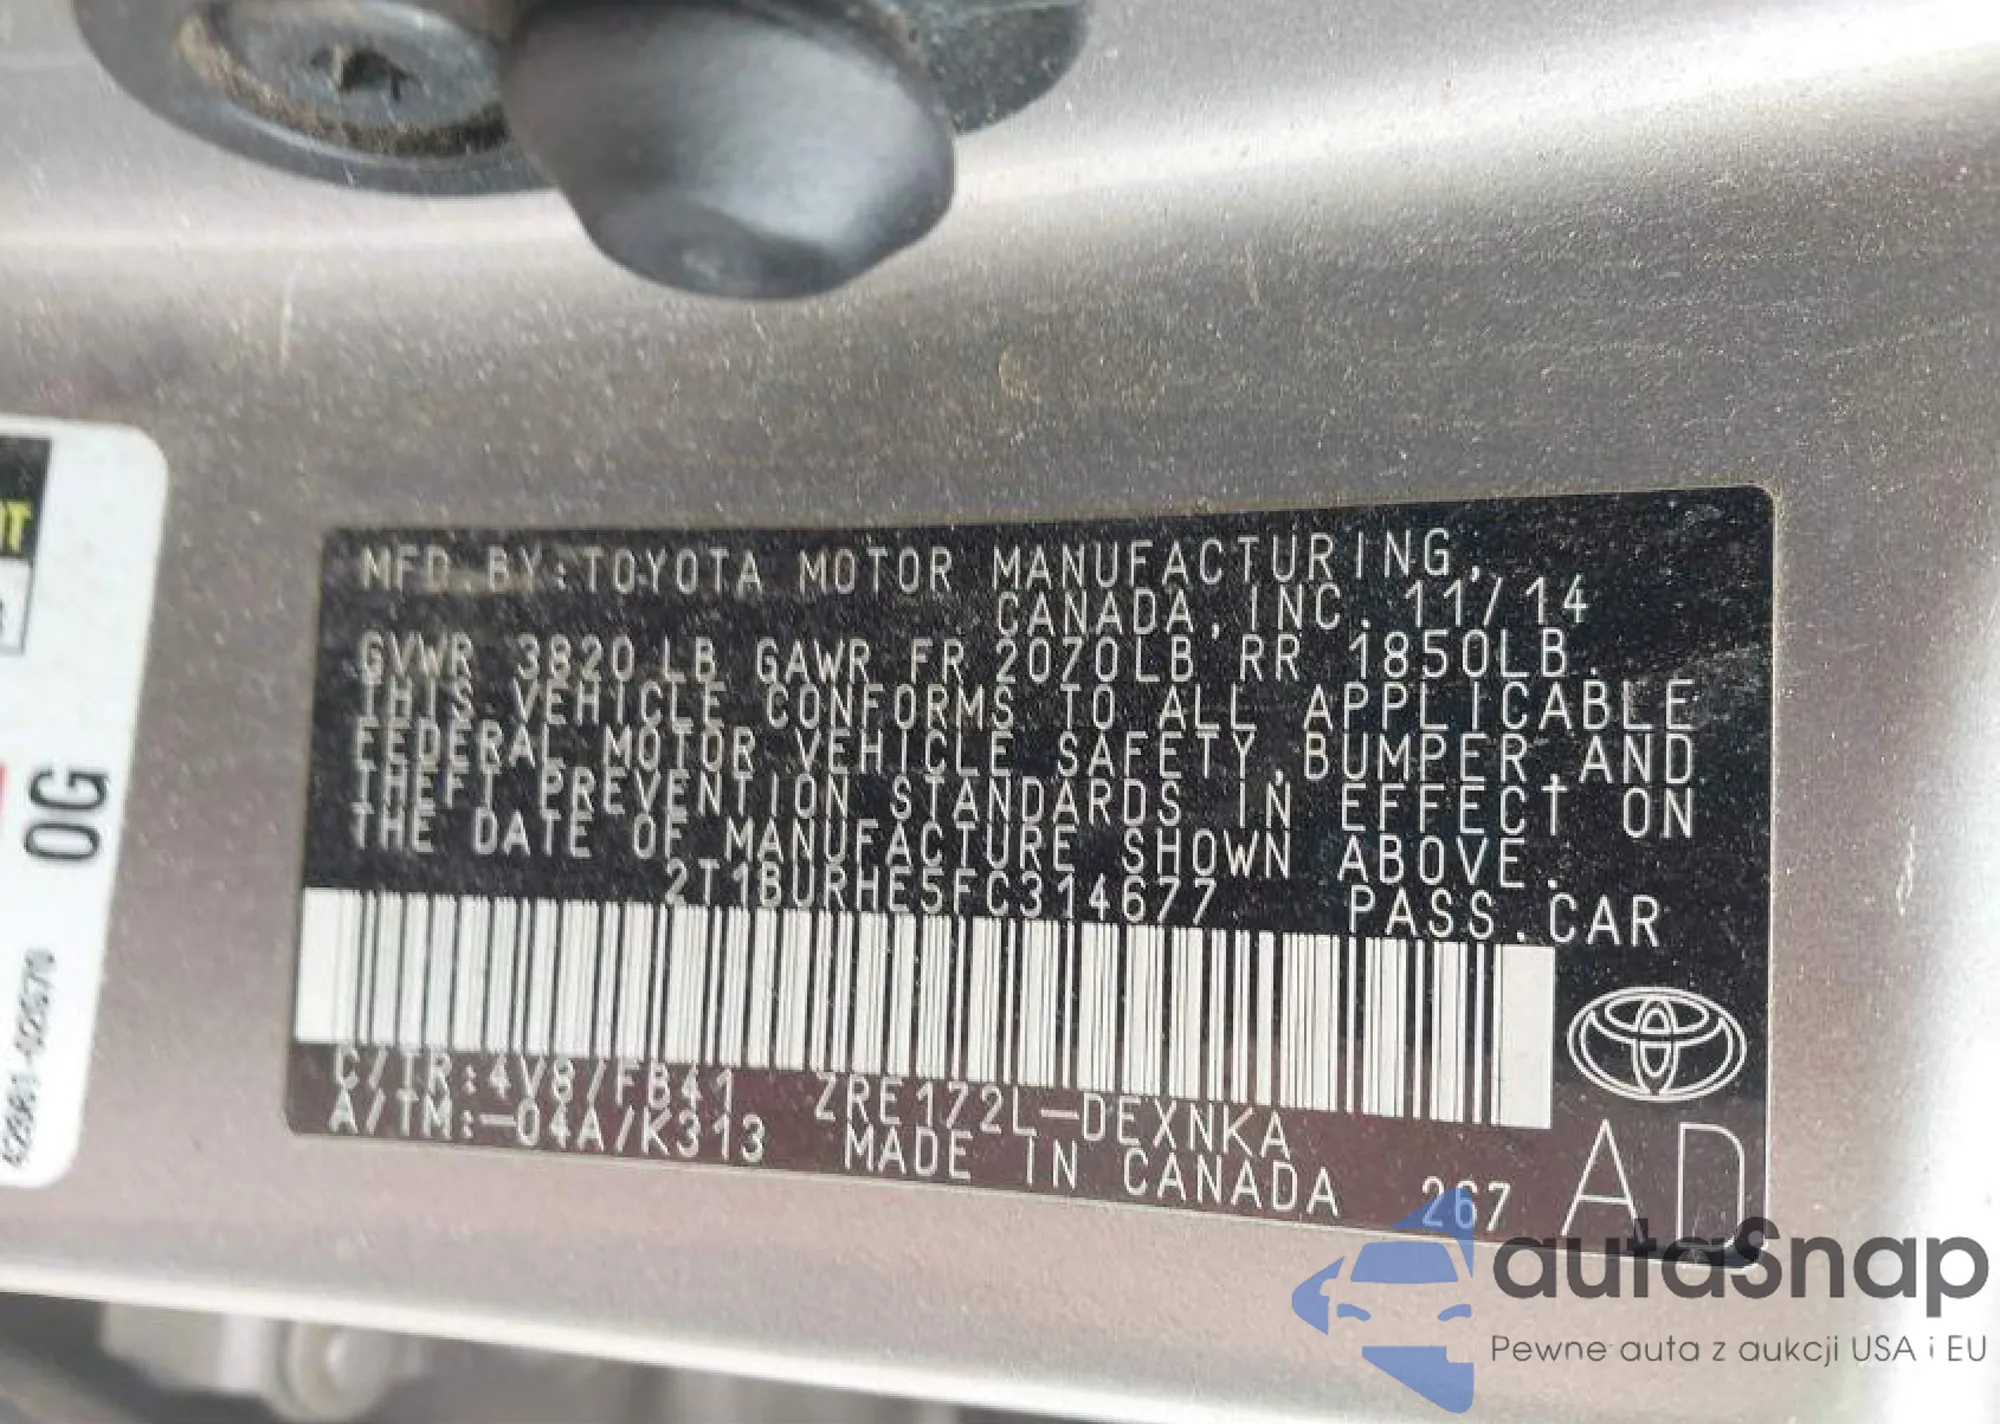 MFD.BY:TOYOTA MOTOR MANUFACTURING,
CANADA,INC. 11/14
GVWR 3820 LB GAWR FR 2070LB RR 1850LB.
THIS VEHICLE CONFORMS TO ALL APPLICABLE
FEDERAL MOTOR VEHICLE SAFETY,BUMPER,AND
THEFT PREVENTION STANDARDS IN EFFECT ON
THE DATE OF MANUFACTURE SHOWN ABOVE.
2T1BURHE5FC314677 PASS.CAR
C/TR:4V8/FB41 ZRE172L-DEXNKA
A/TM:-04A/K313 MADE IN CANADA 267 AD
0G
autaSnap
Pewne auta z aukcji USA i EU